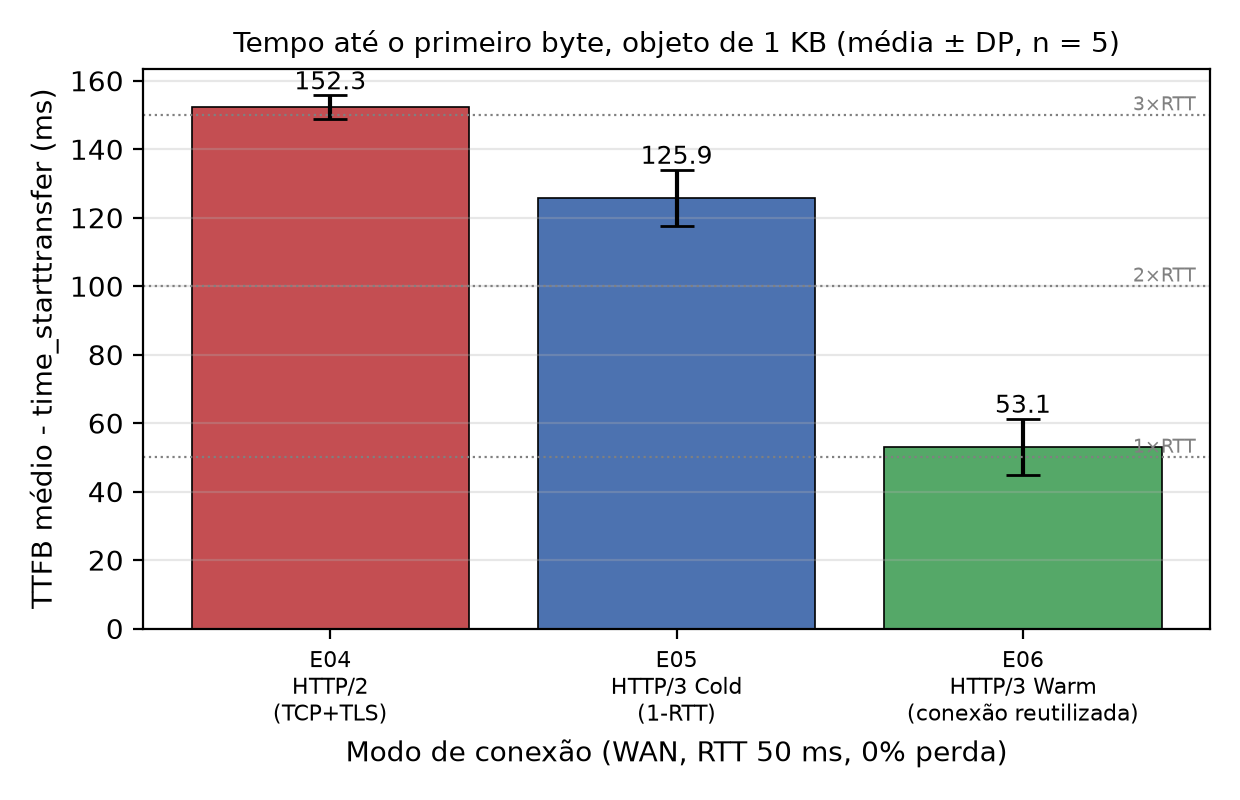 Tempo até o primeiro byte, objeto de 1 KB (média ± DP, n = 5)
TTFB médio - time_starttransfer (ms)
160
140
120
100
80
60
40
20
0
152.3
125.9
53.1
3×RTT
2×RTT
1×RTT
E04
HTTP/2
(TCP+TLS)
E05
HTTP/3 Cold
(1-RTT)
E06
HTTP/3 Warm
(conexão reutilizada)
Modo de conexão (WAN, RTT 50 ms, 0% perda)